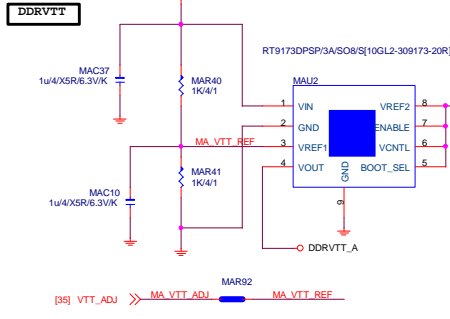 DDRVTT
RT9173DPSP/3A/SO8/S[10GL2-309173-20R]
MAC37
1u/4/X5R/6.3V/K
MAR40
1K/4/1
MAU2
1 VIN VREF2 8
2 GND ENABLE 7
MA_VTT_REF 3 VREF1 VCNTL 6
4 VOUT BOOT_SEL 5
GND
9
MAC10
1u/4/X5R/6.3V/K
MAR41
1K/4/1
DDRVTT_A
MAR92
[35] VTT_ADJ MA_VTT_ADJ MA_VTT_REF